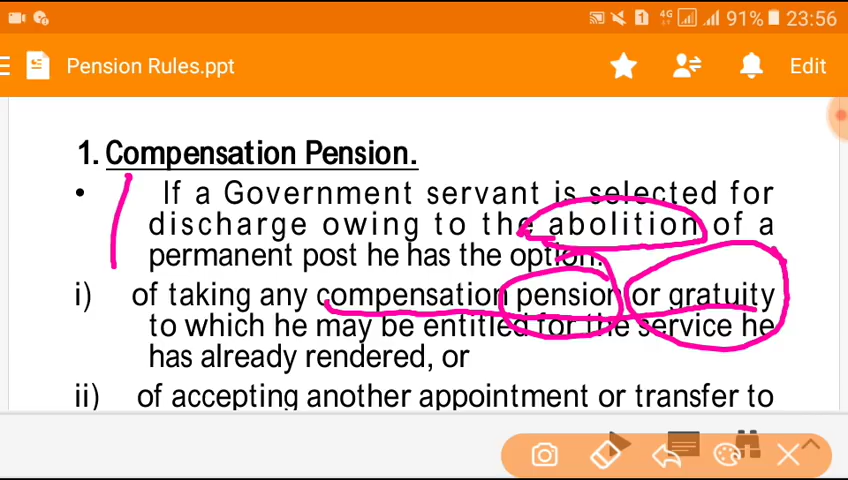 4G 91% 23:56
Pension Rules.ppt Edit
1. Compensation Pension.
• If a Government servant is selected for
discharge owing to the abolition of a
permanent post he has the option:
i) of taking any compensation pension or gratuity
to which he may be entitled for the service he
has already rendered, or
ii) of accepting another appointment or transfer to